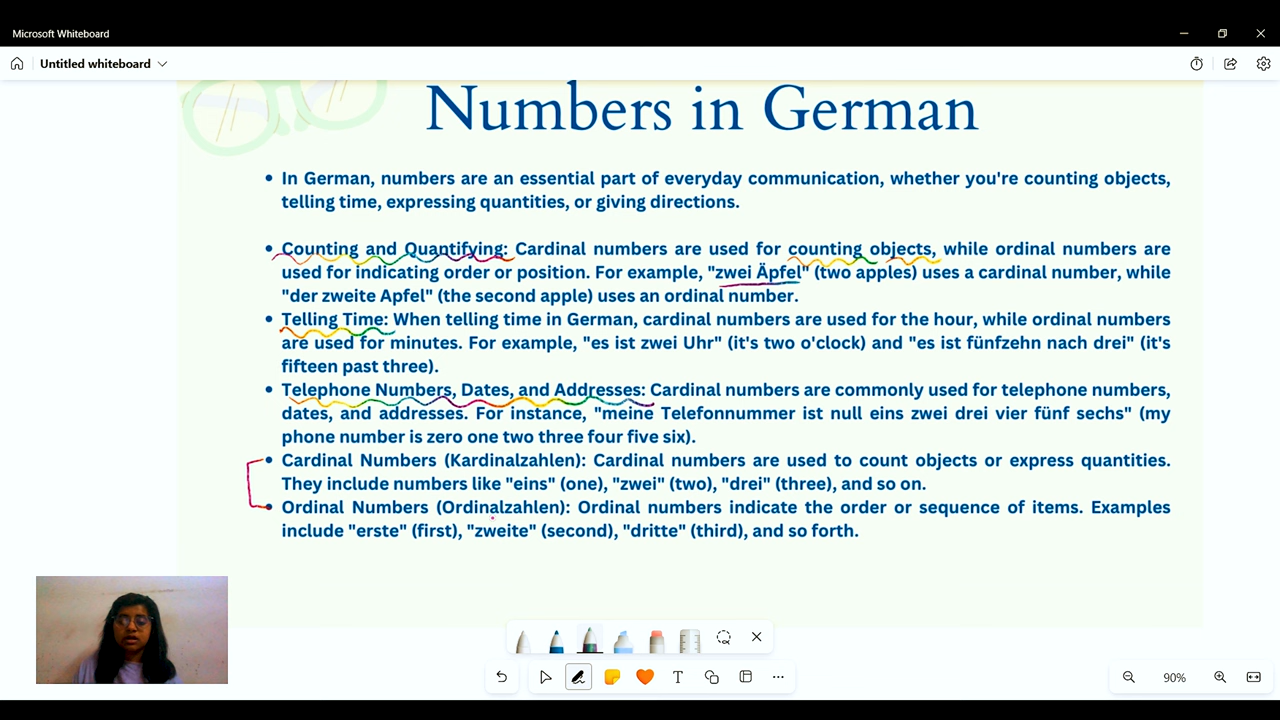 Microsoft Whiteboard
Untitled whiteboard
Numbers in German
• In German, numbers are an essential part of everyday communication, whether you're counting objects,
telling time, expressing quantities, or giving directions.
• Counting and Quantifying: Cardinal numbers are used for counting objects, while ordinal numbers are
used for indicating order or position. For example, "zwei Äpfel" (two apples) uses a cardinal number, while
"der zweite Apfel" (the second apple) uses an ordinal number.
• Telling Time: When telling time in German, cardinal numbers are used for the hour, while ordinal numbers
are used for minutes. For example, "es ist zwei Uhr" (it's two o'clock) and "es ist fünfzehn nach drei" (it's
fifteen past three).
• Telephone Numbers, Dates, and Addresses: Cardinal numbers are commonly used for telephone numbers,
dates, and addresses. For instance, "meine Telefonnummer ist null eins zwei drei vier fünf sechs" (my
phone number is zero one two three four five six).
• Cardinal Numbers (Kardinalzahlen): Cardinal numbers are used to count objects or express quantities.
They include numbers like "eins" (one), "zwei" (two), "drei" (three), and so on.
• Ordinal Numbers (Ordinalzahlen): Ordinal numbers indicate the order or sequence of items. Examples
include "erste" (first), "zweite" (second), "dritte" (third), and so forth.
90%